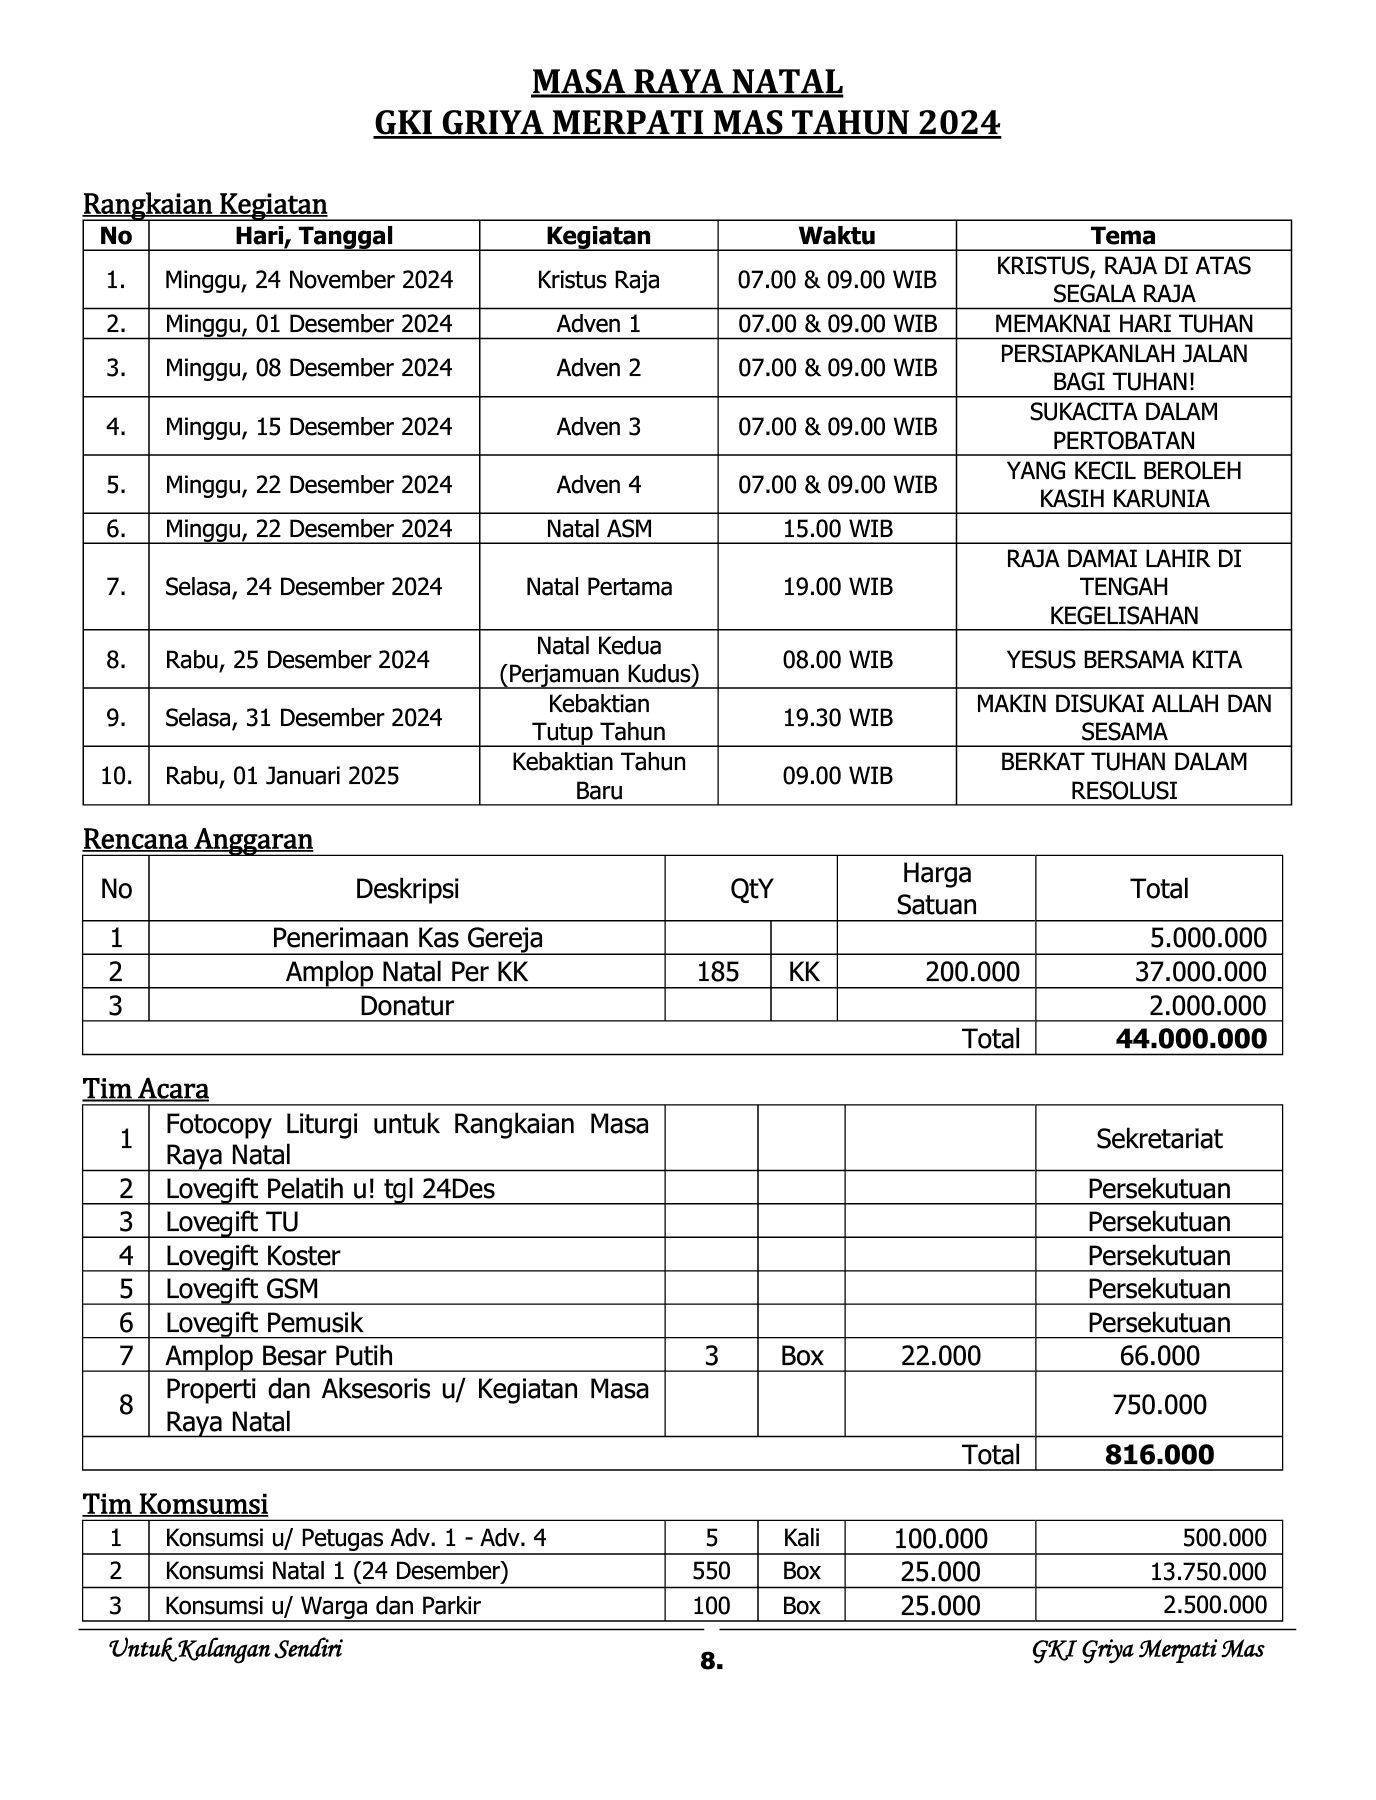 MASA RAYA NATAL
GKI GRIYA MERPATI MAS TAHUN 2024
Rangkaian Kegiatan
No Hari, Tanggal Kegiatan Waktu Tema
1. Minggu, 24 November 2024 Kristus Raja 07.00 & 09.00 WIB KRISTUS, RAJA DI ATAS
SEGALA RAJA
2. Minggu, 01 Desember 2024 Adven 1 07.00 & 09.00 WIB MEMAKNAI HARI TUHAN
3. Minggu, 08 Desember 2024 Adven 2 07.00 & 09.00 WIB PERSIAPKANLAH JALAN
BAGI TUHAN!
4. Minggu, 15 Desember 2024 Adven 3 07.00 & 09.00 WIB SUKACITA DALAM
PERTOBATAN
5. Minggu, 22 Desember 2024 Adven 4 07.00 & 09.00 WIB YANG KECIL BEROLEH
KASIH KARUNIA
6. Minggu, 22 Desember 2024 Natal ASM 15.00 WIB
7. Selasa, 24 Desember 2024 Natal Pertama 19.00 WIB RAJA DAMAI LAHIR DI
TENGAH
KEGELISAHAN
8. Rabu, 25 Desember 2024 Natal Kedua
(Perjamuan Kudus) 08.00 WIB YESUS BERSAMA KITA
9. Selasa, 31 Desember 2024 Kebaktian
Tutup Tahun 19.30 WIB MAKIN DISUKAI ALLAH DAN
SESAMA
10. Rabu, 01 Januari 2025 Kebaktian Tahun
Baru 09.00 WIB BERKAT TUHAN DALAM
RESOLUSI
Rencana Anggaran
No Deskripsi QtY Harga
Satuan Total
1 Penerimaan Kas Gereja 5.000.000
2 Amplop Natal Per KK 185 KK 200.000 37.000.000
3 Donatur 2.000.000
Total 44.000.000
Tim Acara
1 Fotocopy Liturgi untuk Rangkaian Masa
Raya Natal Sekretariat
2 Lovegift Pelatih u! tgl 24Des Persekutuan
3 Lovegift TU Persekutuan
4 Lovegift Koster Persekutuan
5 Lovegift GSM Persekutuan
6 Lovegift Pemusik Persekutuan
7 Amplop Besar Putih 3 Box 22.000 66.000
8 Properti dan Aksesoris u/ Kegiatan Masa
Raya Natal 750.000
Total 816.000
Tim Komsumsi
1 Konsumsi u/ Petugas Adv. 1 - Adv. 4 5 Kali 100.000 500.000
2 Konsumsi Natal 1 (24 Desember) 550 Box 25.000 13.750.000
3 Konsumsi u/ Warga dan Parkir 100 Box 25.000 2.500.000
Untuk Kalangan Sendiri 8. GKI Griya Merpati Mas